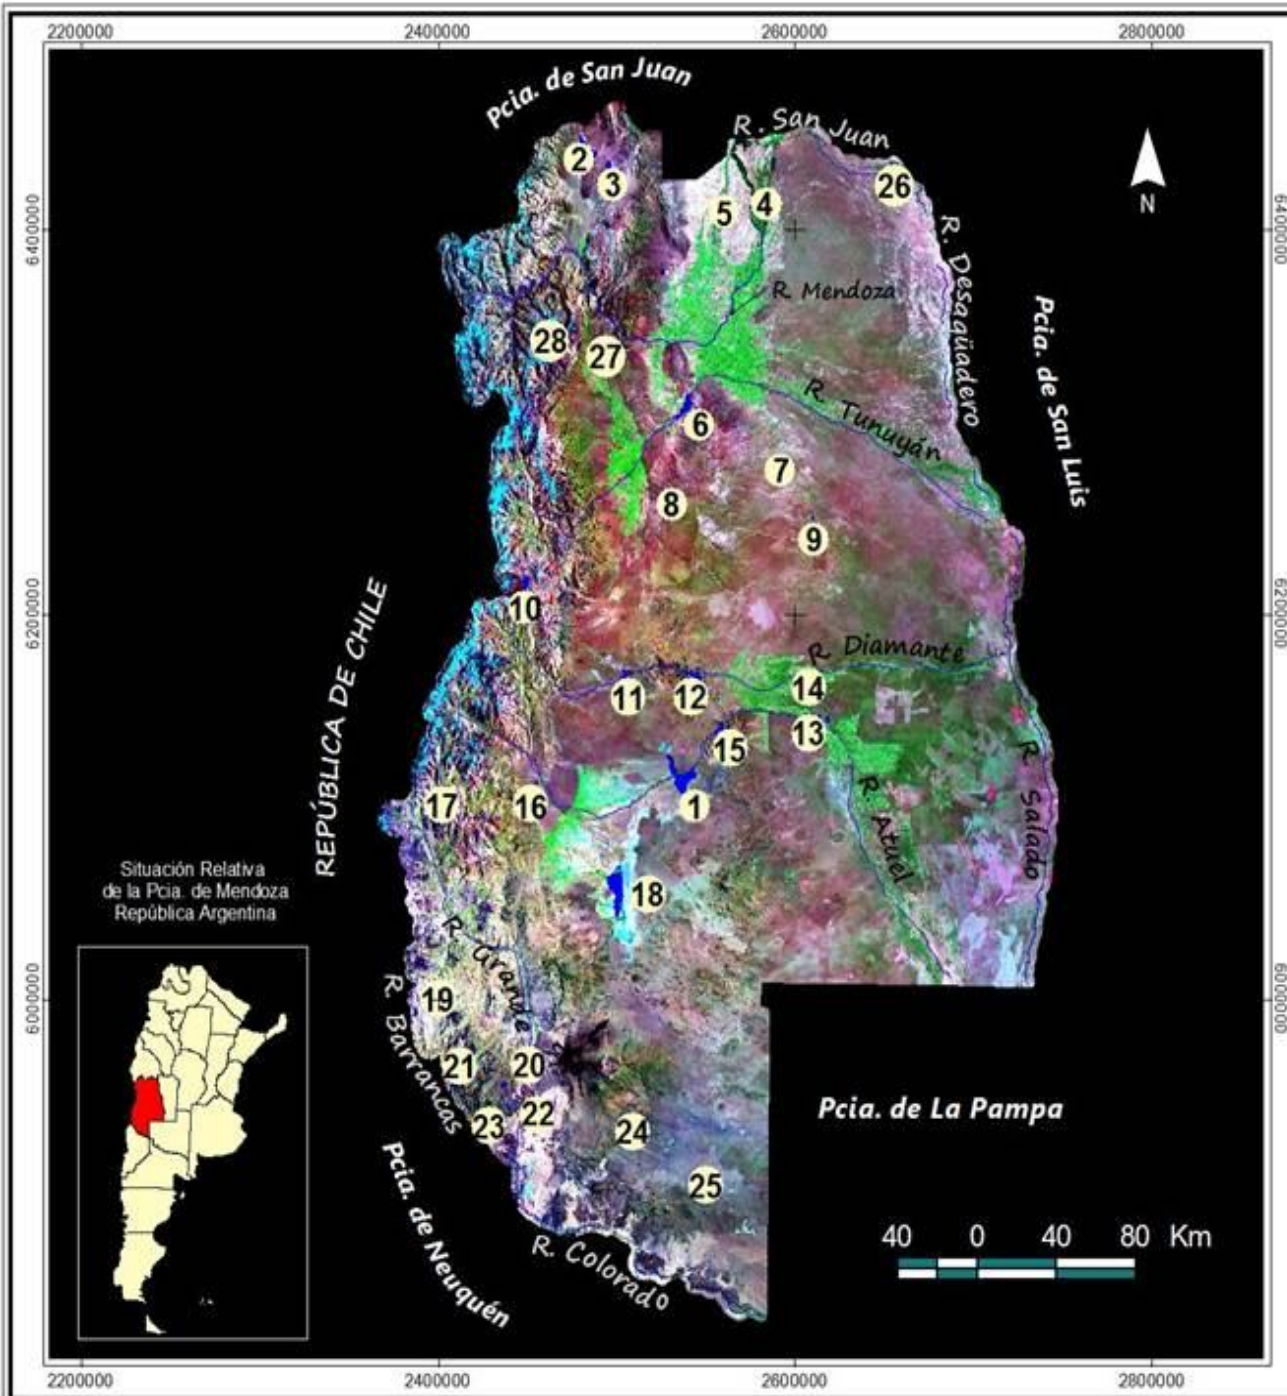 2200000
2400000
2600000
2800000
Pcia. de San Juan
R. San Juan
N
2
3
26
5
4
6400000
6400000
R. Desagüadero
R. Mendoza
Pcia. de San Luis
28
27
R. Tunuyán
6
7
8
9
REPÚBLICA DE CHILE
10
6200000
6200000
R. Diamante
11
12
14
13
15
R. Salado
17
16
1
R. Atuel
Situación Relativa
de la Pcia. de Mendoza
República Argentina
18
R. Grande
19
R. Barrancas
6000000
6000000
21
20
22
23
24
Pcia. de La Pampa
25
Pcia. de Neuquén
R. Colorado
40 0 40 80 Km
2200000
2400000
2600000
2800000